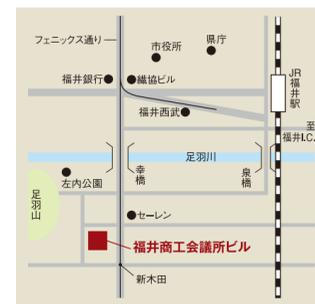 フェニックス通り
市役所
県庁
福井銀行
繊協ビル
JR福井駅
福井西武
至
福井I.C.
足羽川
左内公園
幸橋
泉橋
足羽山
セーレン
福井商工会議所ビル
新木田